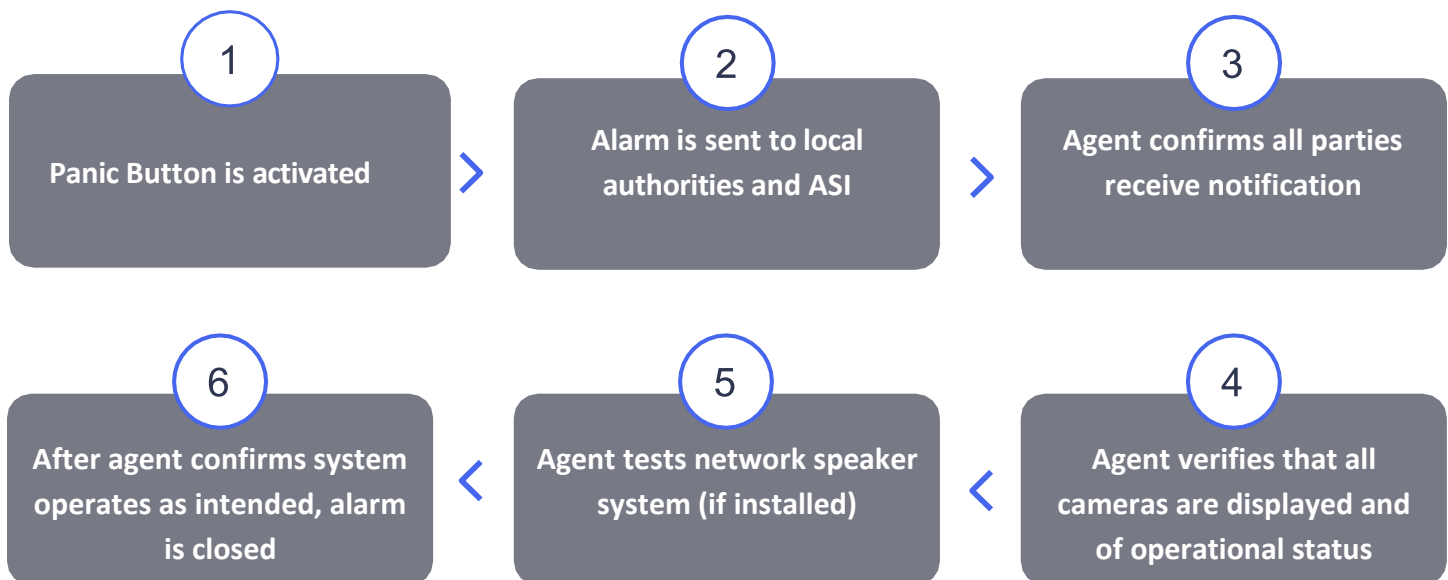 1
Panic Button is activated
2
Alarm is sent to local
authorities and ASI
3
Agent confirms all parties
receive notification
4
Agent verifies that all
cameras are displayed and
of operational status
5
Agent tests network speaker
system (if installed)
6
After agent confirms system
operates as intended, alarm
is closed